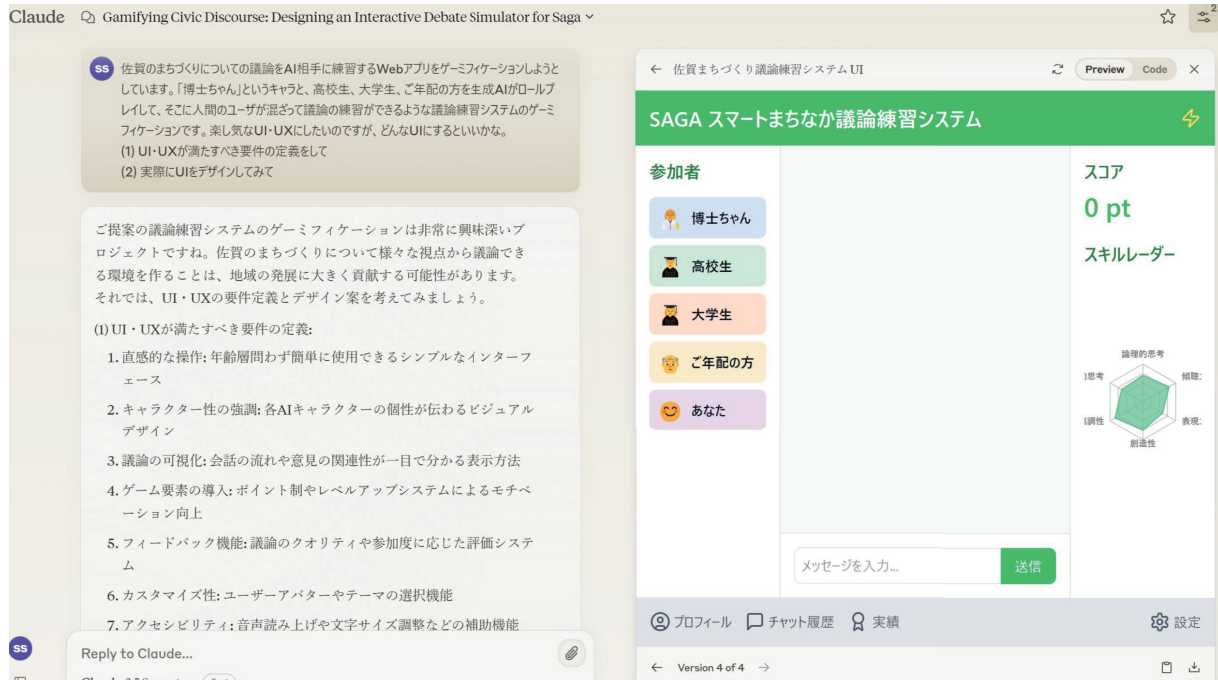 Claude
Gamifying Civic Discourse: Designing an Interactive Debate Simulator for Saga
2
SS
佐賀のまちづくりについての議論をAI相手に練習するWebアプリをゲーミフィケーションしようと
しています。「博士ちゃん」というキャラと、高校生、大学生、ご年配の方を生成AIがロールプ
レイして、そこに人間のユーザが混ざって議論の練習ができるような議論練習システムのゲーミ
フィケーションです。楽し気なUI・UXにしたいのですが、どんなUIにするといいかな。
(1) UI・UXが満たすべき要件の定義をして
(2) 実際にUIをデザインしてみて
ご提案の議論練習システムのゲーミフィケーションは非常に興味深いプ
ロジェクトですね。佐賀のまちづくりについて様々な視点から議論でき
る環境を作ることは、地域の発展に大きく貢献する可能性があります。
それでは、UI・UXの要件定義とデザイン案を考えてみましょう。
(1) UI・UXが満たすべき要件の定義:
1. 直感的な操作: 年齢層問わず簡単に使用できるシンプルなインターフ
ェース
2. キャラクター性の強調: 各AIキャラクターの個性が伝わるビジュアル
デザイン
3. 議論の可視化: 会話の流れや意見の関連性が一目で分かる表示方法
4. ゲーム要素の導入: ポイント制やレベルアップシステムによるモチベ
ーション向上
5. フィードバック機能: 議論のクオリティや参加度に応じた評価システ
ム
6. カスタマイズ性: ユーザーアバターやテーマの選択機能
7. アクセシビリティ: 音声読み上げや文字サイズ調整などの補助機能
SS
Reply to Claude...
佐賀まちづくり議論練習システム UI
Preview
Code
SAGA スマートまちなか議論練習システム
参加者
博士ちゃん
高校生
大学生
ご年配の方
あなた
メッセージを入力...
送信
スコア
0 pt
スキルレーダー
論理的思考
思考
傾聴
調性
表現
創造性
プロフィール
チャット履歴
実績
設定
Version 4 of 4